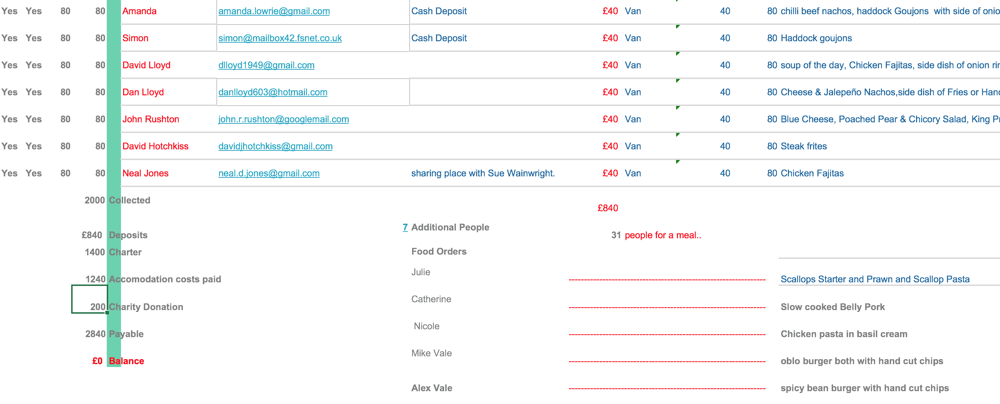 Yes Yes 80 80 Amanda amanda.lowrie@gmail.com Cash Deposit £40 Van 40 80 chilli beef nachos, haddock Goujons with side of onio
Yes Yes 80 80 Simon simon@mailbox42.fsnet.co.uk Cash Deposit £40 Van 40 80 Haddock goujons
Yes Yes 80 80 David Lloyd dlloyd1949@gmail.com £40 Van 40 80 soup of the day, Chicken Fajitas, side dish of onion rin
Yes Yes 80 80 Dan Lloyd danlloyd603@hotmail.com £40 Van 40 80 Cheese & Jalepeño Nachos,side dish of Fries or Hand
Yes Yes 80 80 John Rushton john.r.rushton@googlemail.com £40 Van 40 80 Blue Cheese, Poached Pear & Chicory Salad, King Pr
Yes Yes 80 80 David Hotchkiss davidjhotchkiss@gmail.com £40 Van 40 80 Steak frites
Yes Yes 80 80 Neal Jones neal.d.jones@gmail.com sharing place with Sue Wainwright. £40 Van 40 80 Chicken Fajitas
2000 Collected
£840
7 Additional People
£840 Deposits 31 people for a meal..
1400 Charter Food Orders
Julie
1240 Accomodation costs paid Scallops Starter and Prawn and Scallop Pasta
Catherine
200 Charity Donation Slow cooked Belly Pork
Nicole
2840 Payable Chicken pasta in basil cream
Mike Vale
£0 Balance oblo burger both with hand cut chips
Alex Vale spicy bean burger with hand cut chips